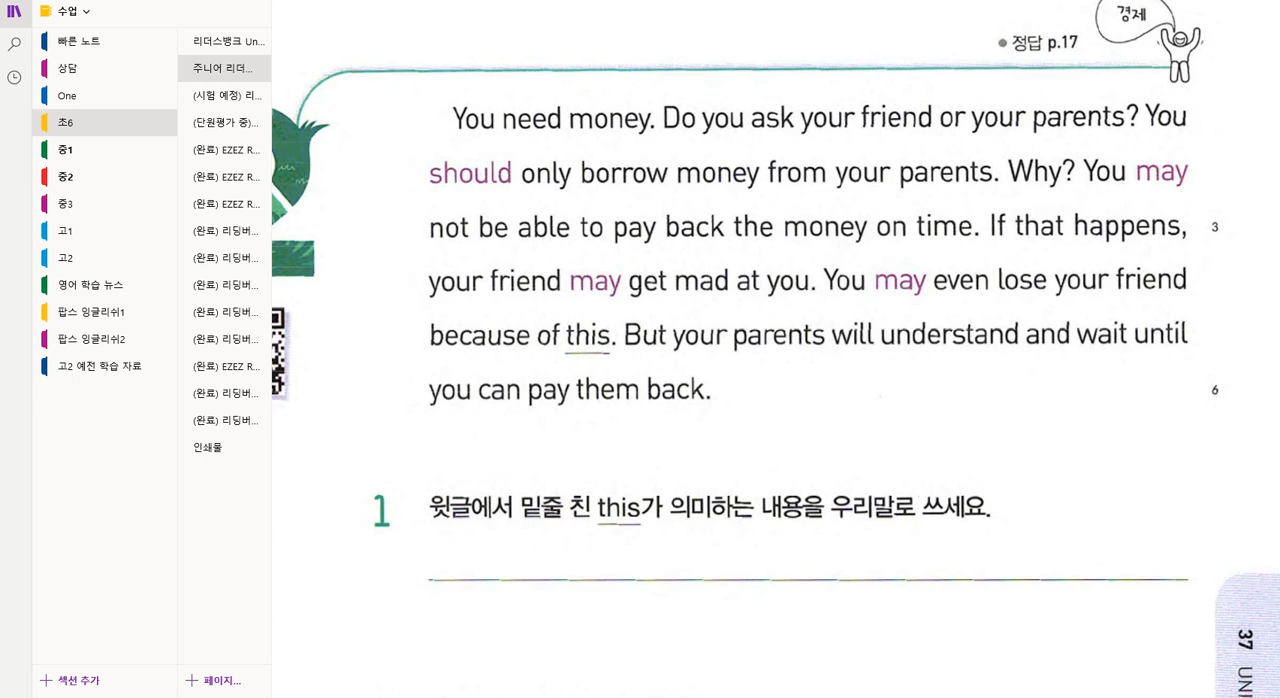 수업
빠른 노트
상담
One
초6
중1
중2
중3
고1
고2
영어 학습 뉴스
팝스 잉글리쉬1
팝스 잉글리쉬2
고2 예전 학습 자료
섹션 추가
리더스뱅크 Un...
주니어 리더...
(시험 예정) 리...
(단원평가 중)...
(완료) EZEZ R...
(완료) EZEZ R...
(완료) EZEZ R...
(완료) 리딩버...
(완료) 리딩버...
(완료) 리딩버...
(완료) 리딩버...
(완료) 리딩버...
(완료) EZEZ R...
(완료) 리딩버...
(완료) 리딩버...
인쇄물
페이지...
경제
정답 p.17
You need money. Do you ask your friend or your parents? You
should only borrow money from your parents. Why? You may
not be able to pay back the money on time. If that happens, 3
your friend may get mad at you. You may even lose your friend
because of this. But your parents will understand and wait until
you can pay them back. 6
1 윗글에서 밑줄 친 this가 의미하는 내용을 우리말로 쓰세요.
37 UNI